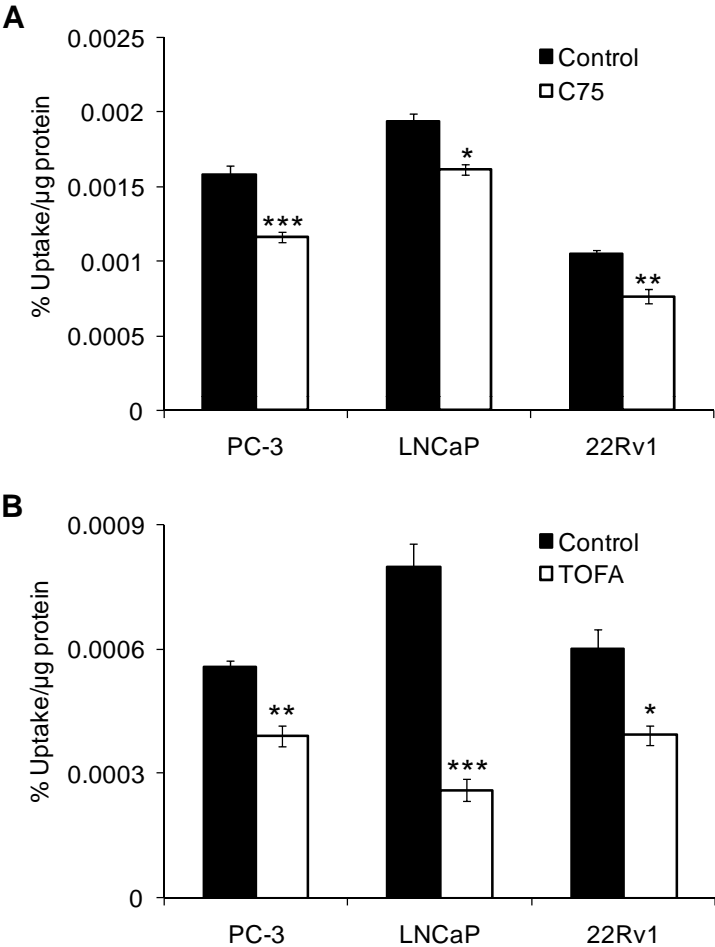 A
0.0025
0.002
0.0015
0.001
0.0005
0
% Uptake/µg protein
Control
C75
***
*
**
PC-3 LNCaP 22Rv1
B
0.0009
0.0006
0.0003
0
% Uptake/µg protein
Control
TOFA
**
***
*
PC-3 LNCaP 22Rv1